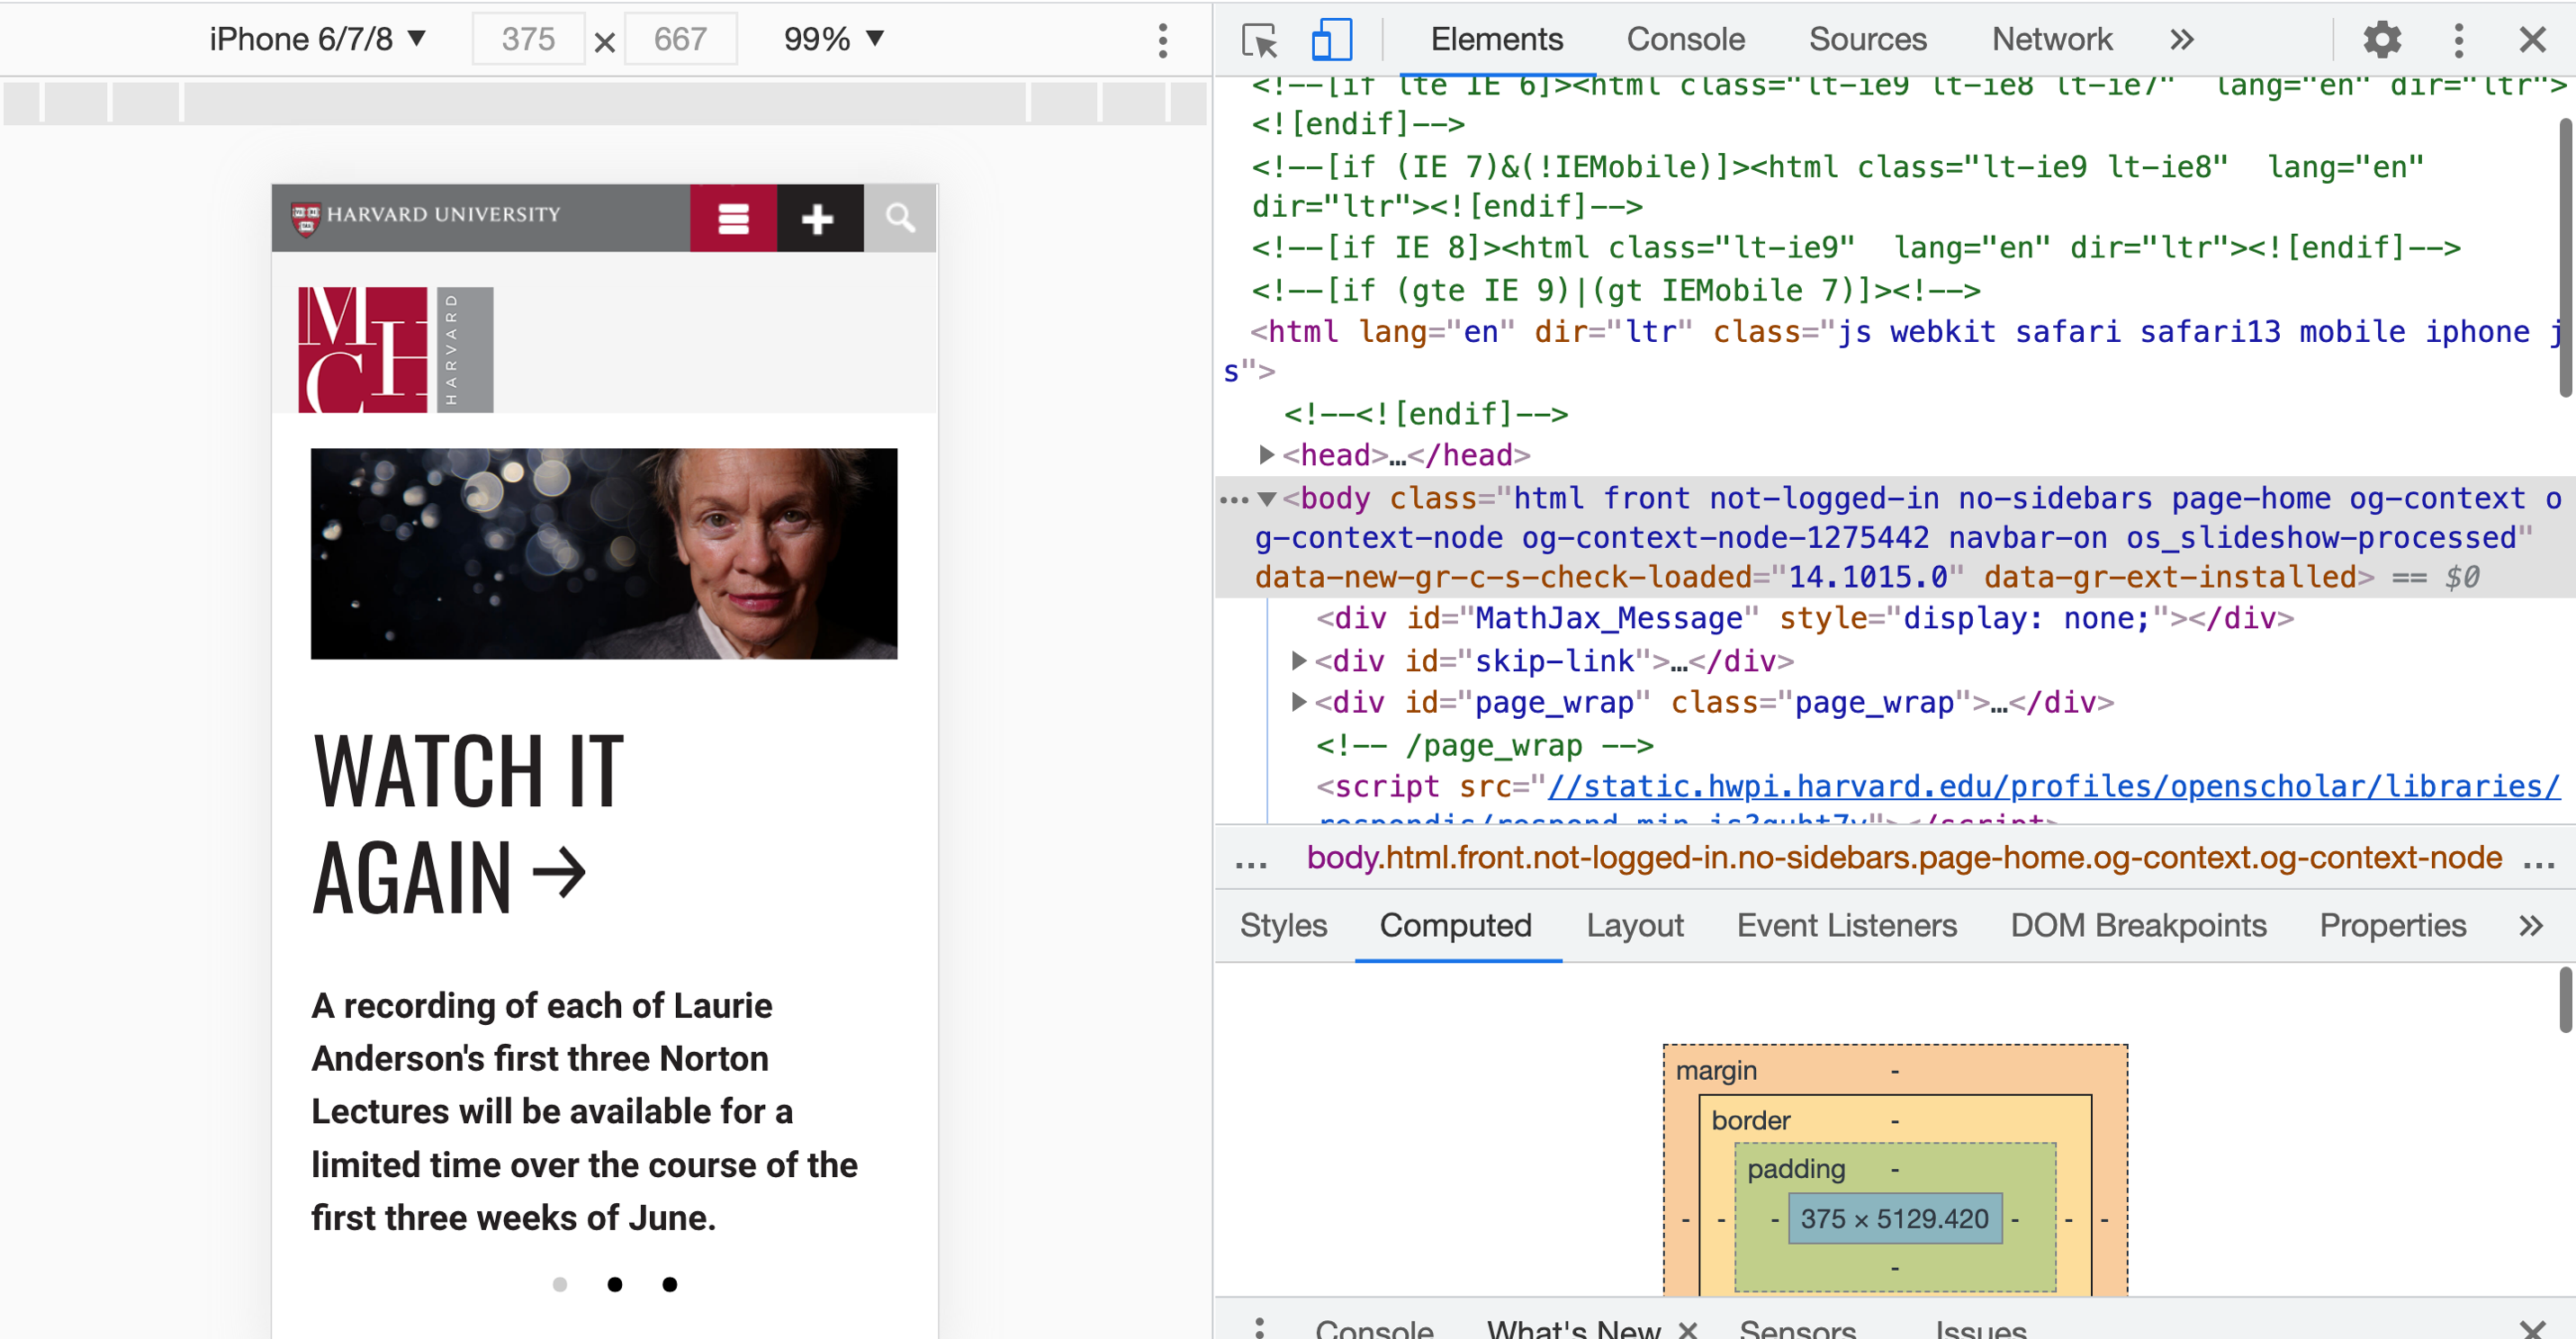 iPhone 6/7/8 ▼ 375 × 667 99% ▼
HARVARD UNIVERSITY
MHC
HARVARD
WATCH IT
AGAIN →
A recording of each of Laurie
Anderson's first three Norton
Lectures will be available for a
limited time over the course of the
first three weeks of June.
Elements Console Sources Network »
<!--[if lte IE 6]><html class="lt-ie9 lt-ie8 lt-ie7"  lang="en" dir="ltr">
<![endif]-->
<!--[if (IE 7)&(!IEMobile)]><html class="lt-ie9 lt-ie8"  lang="en"
dir="ltr"><![endif]-->
<!--[if IE 8]><html class="lt-ie9"  lang="en" dir="ltr"><![endif]-->
<!--[if (gte IE 9)|(gt IEMobile 7)]><!-->
<html lang="en" dir="ltr" class="js webkit safari safari13 mobile iphone j
s">
<!--<![endif]-->
▶<head>…</head>
…▼<body class="html front not-logged-in no-sidebars page-home og-context o
g-context-node og-context-node-1275442 navbar-on os_slideshow-processed"
data-new-gr-c-s-check-loaded="14.1015.0" data-gr-ext-installed> == $0
<div id="MathJax_Message" style="display: none;"></div>
▶<div id="skip-link">…</div>
▶<div id="page_wrap" class="page_wrap">…</div>
<!-- /page_wrap -->
<script src="//static.hwpi.harvard.edu/profiles/openscholar/libraries/
… body.html.front.not-logged-in.no-sidebars.page-home.og-context.og-context-node …
Styles Computed Layout Event Listeners DOM Breakpoints Properties »
margin -
border -
padding -
- - - 375 × 5129.420 - - -
-
Console What's New × Sensors Issues